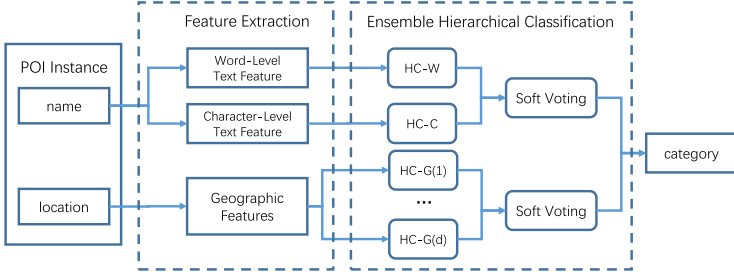 Feature Extraction
Ensemble Hierarchical Classification
POI Instance
name
location
Word-Level
Text Feature
Character-Level
Text Feature
Geographic
Features
HC-W
HC-C
HC-G(1)
...
HC-G(d)
Soft Voting
Soft Voting
category